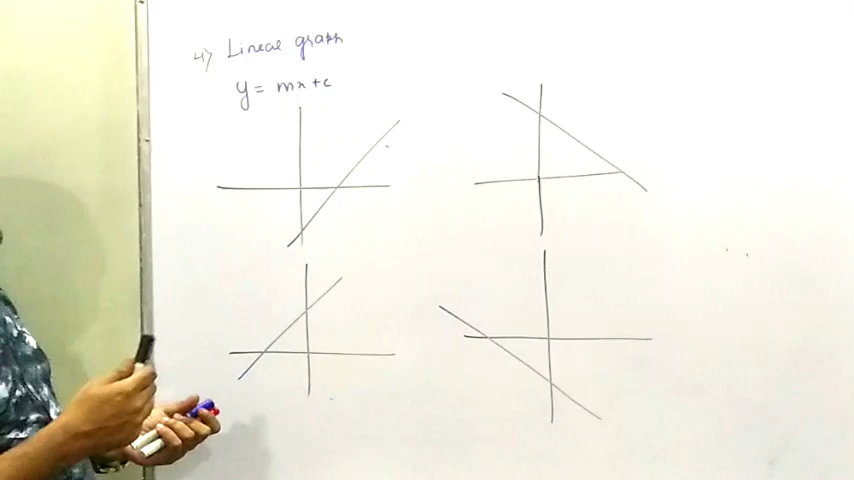 4) Linear graph
y = mx + c